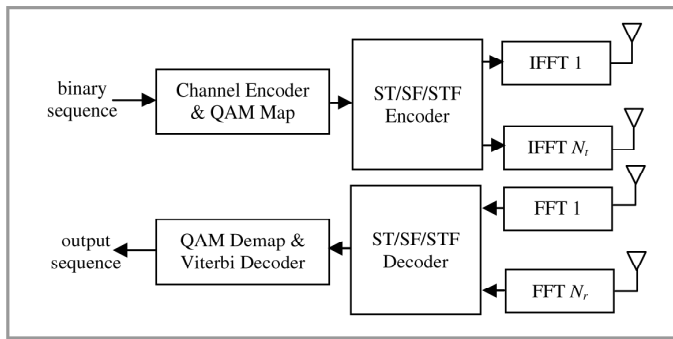 binary
sequence
Channel Encoder
& QAM Map
ST/SF/STF
Encoder
IFFT 1
IFFT Nt
output
sequence
QAM Demap &
Viterbi Decoder
ST/SF/STF
Decoder
FFT 1
FFT Nr